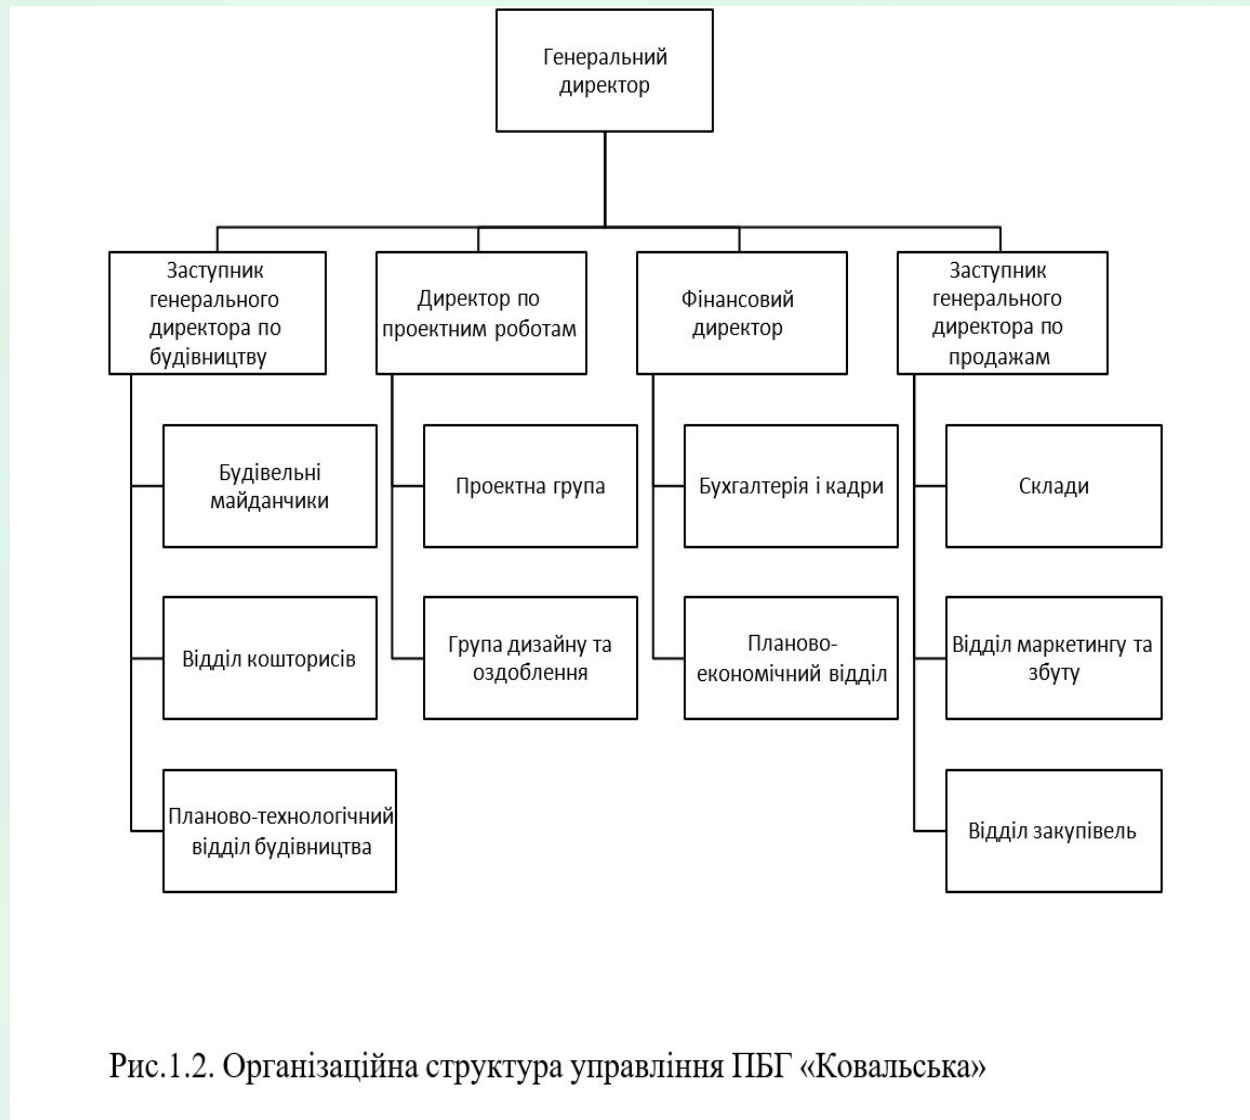 Генеральний
директор
Заступник
генерального
директора по
будівництву
Директор по
проектним роботам
Фінансовий
директор
Заступник
генерального
директора по
продажам
Будівельні
майданчики
Проектна група
Бухгалтерія і кадри
Склади
Відділ кошторисів
Група дизайну та
оздоблення
Планово-
економічний відділ
Відділ маркетингу та
збуту
Планово-технологічний
відділ будівництва
Відділ закупівель
Рис.1.2. Організаційна структура управління ПБГ «Ковальська»